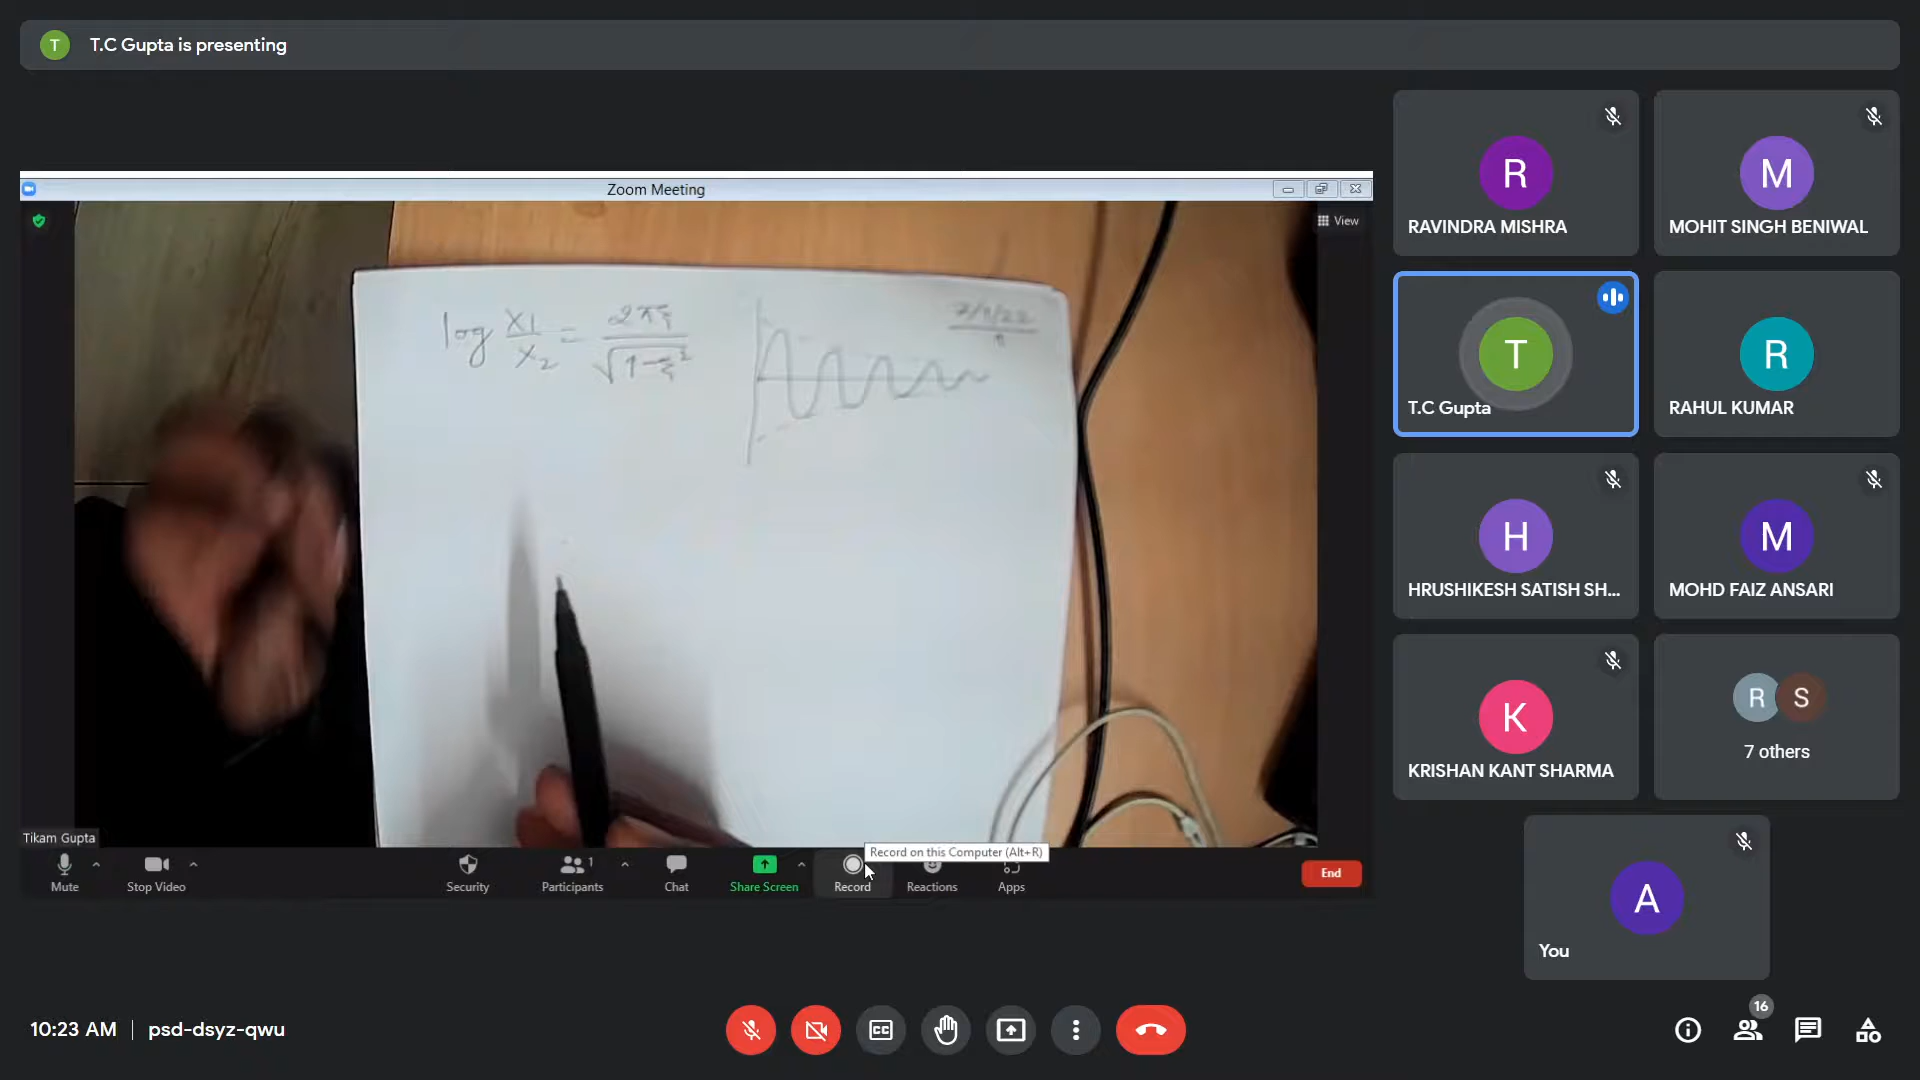 T
T.C Gupta is presenting
Zoom Meeting
View
log x1/x2 = 2πξ/√1-ξ²
Tikam Gupta
Record on this Computer (Alt+R)
Mute
Stop Video
Security
Participants 1
Chat
Share Screen
Record
Reactions
Apps
End
R
RAVINDRA MISHRA
M
MOHIT SINGH BENIWAL
T
T.C Gupta
R
RAHUL KUMAR
H
HRUSHIKESH SATISH SH...
M
MOHD FAIZ ANSARI
K
KRISHAN KANT SHARMA
R S
7 others
A
You
10:23 AM | psd-dsyz-qwu
CC
16